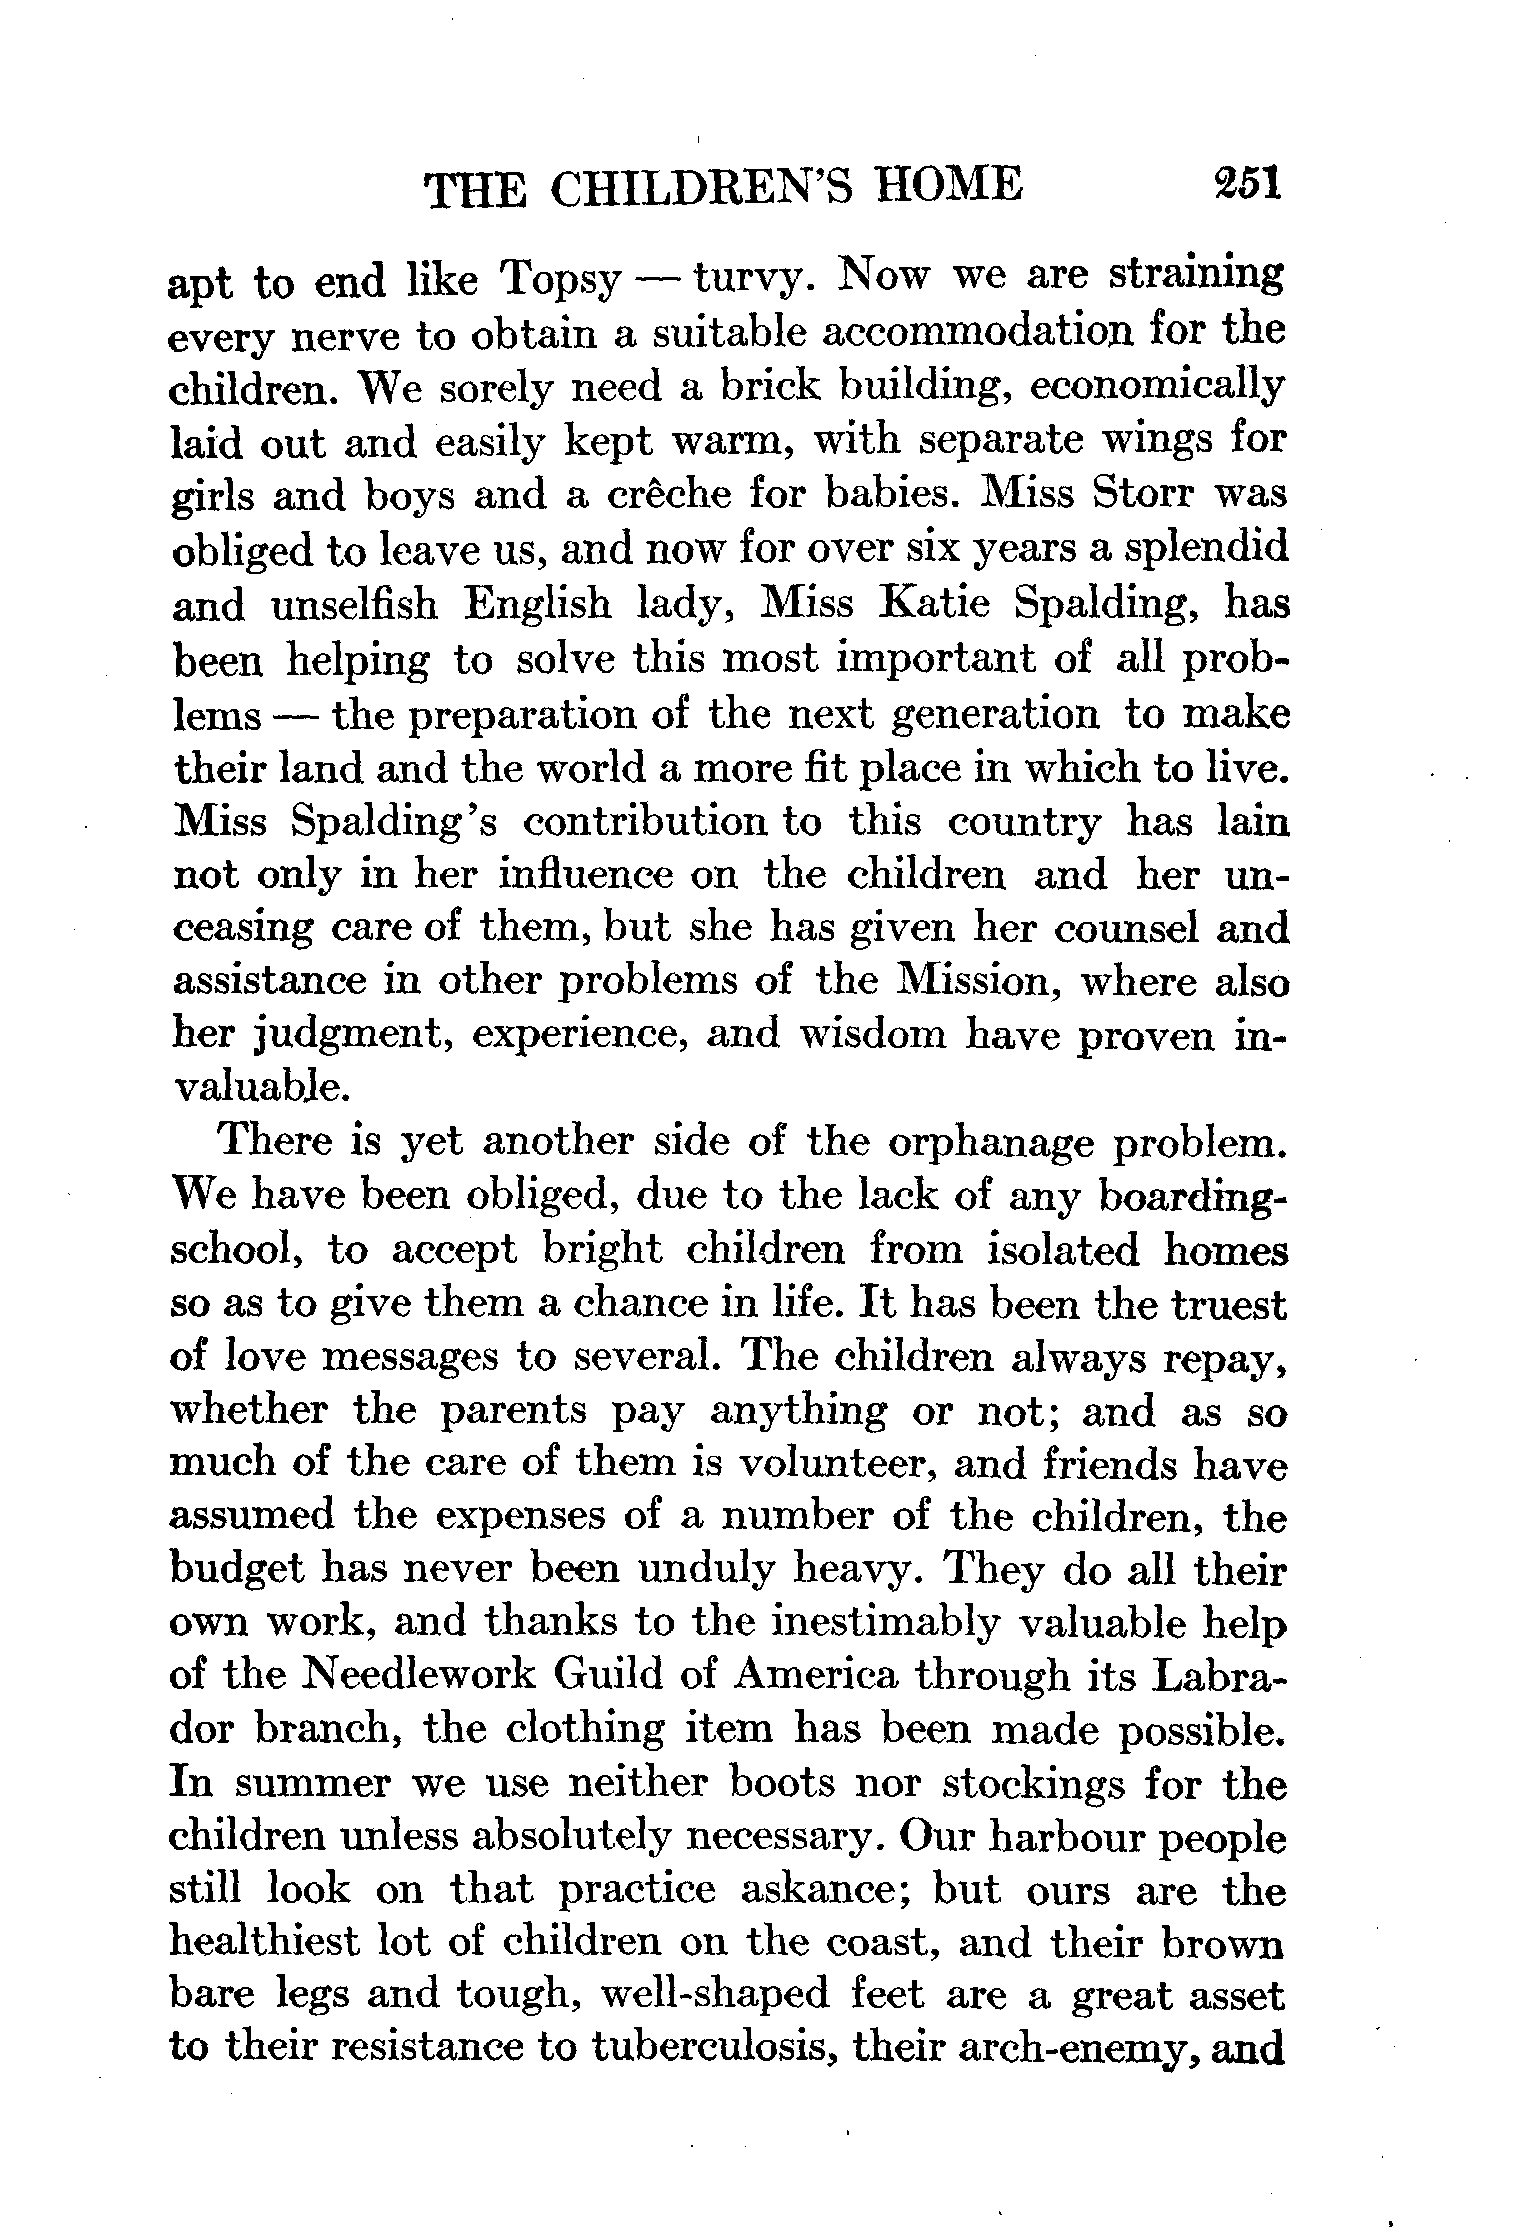 THE CHILDREN'S HOME 251
apt to end like Topsy — turvy. Now we are straining
every nerve to obtain a suitable accommodation for the
children. We sorely need a brick building, economically
laid out and easily kept warm, with separate wings for
girls and boys and a crêche for babies. Miss Storr was
obliged to leave us, and now for over six years a splendid
and unselfish English lady, Miss Katie Spalding, has
been helping to solve this most important of all prob-
lems — the preparation of the next generation to make
their land and the world a more fit place in which to live.
Miss Spalding's contribution to this country has lain
not only in her influence on the children and her un-
ceasing care of them, but she has given her counsel and
assistance in other problems of the Mission, where also
her judgment, experience, and wisdom have proven in-
valuable.
There is yet another side of the orphanage problem.
We have been obliged, due to the lack of any boarding-
school, to accept bright children from isolated homes
so as to give them a chance in life. It has been the truest
of love messages to several. The children always repay,
whether the parents pay anything or not; and as so
much of the care of them is volunteer, and friends have
assumed the expenses of a number of the children, the
budget has never been unduly heavy. They do all their
own work, and thanks to the inestimably valuable help
of the Needlework Guild of America through its Labra-
dor branch, the clothing item has been made possible.
In summer we use neither boots nor stockings for the
children unless absolutely necessary. Our harbour people
still look on that practice askance; but ours are the
healthiest lot of children on the coast, and their brown
bare legs and tough, well-shaped feet are a great asset
to their resistance to tuberculosis, their arch-enemy, and